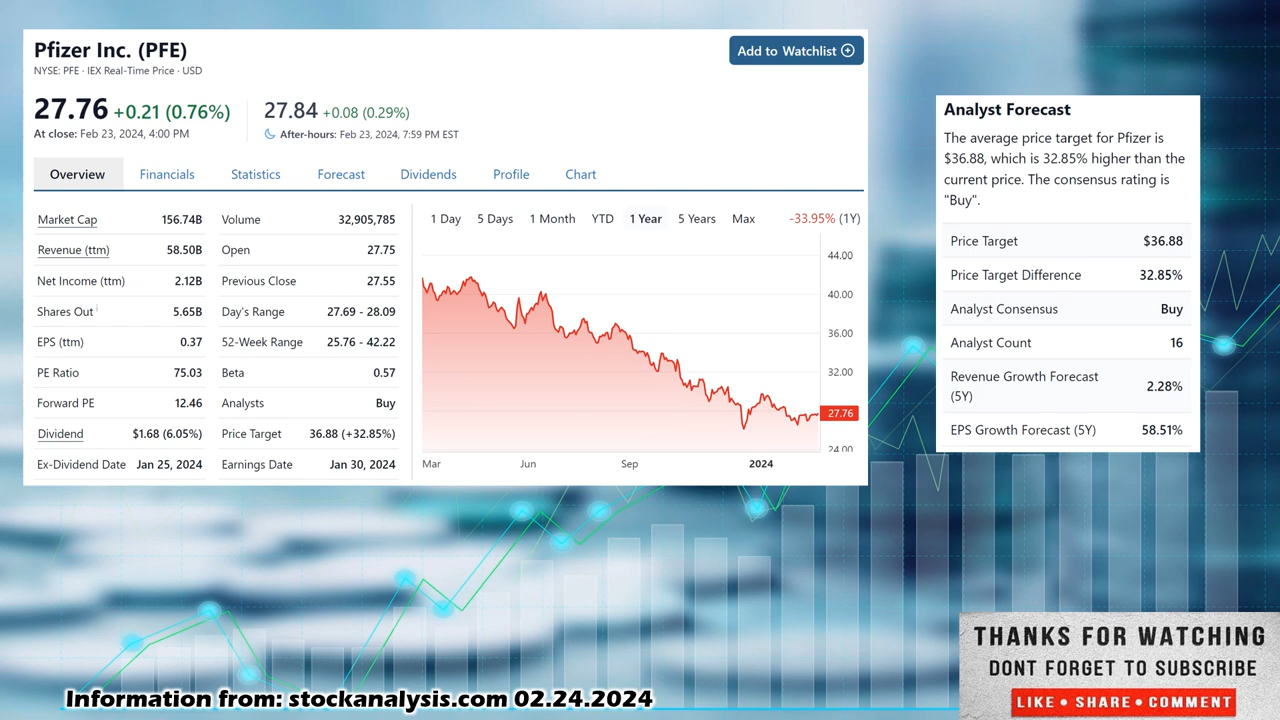 Pfizer Inc. (PFE)
Add to Watchlist
NYSE: PFE · IEX Real-Time Price · USD
27.76 +0.21 (0.76%)
27.84 +0.08 (0.29%)
At close: Feb 23, 2024, 4:00 PM
After-hours: Feb 23, 2024, 7:59 PM EST
Overview Financials Statistics Forecast Dividends Profile Chart
Market Cap 156.74B
Revenue (ttm) 58.50B
Net Income (ttm) 2.12B
Shares Out 5.65B
EPS (ttm) 0.37
PE Ratio 75.03
Forward PE 12.46
Dividend $1.68 (6.05%)
Ex-Dividend Date Jan 25, 2024
Volume 32,905,785
Open 27.75
Previous Close 27.55
Day's Range 27.69 - 28.09
52-Week Range 25.76 - 42.22
Beta 0.57
Analysts Buy
Price Target 36.88 (+32.85%)
Earnings Date Jan 30, 2024
1 Day 5 Days 1 Month YTD 1 Year 5 Years Max -33.95% (1Y)
44.00
40.00
36.00
32.00
27.76
24.00
Mar Jun Sep 2024
Analyst Forecast
The average price target for Pfizer is
$36.88, which is 32.85% higher than the
current price. The consensus rating is
"Buy".
Price Target $36.88
Price Target Difference 32.85%
Analyst Consensus Buy
Analyst Count 16
Revenue Growth Forecast
(5Y) 2.28%
EPS Growth Forecast (5Y) 58.51%
THANKS FOR WATCHING
DONT FORGET TO SUBSCRIBE
LIKE • SHARE • COMMENT
Information from: stockanalysis.com 02.24.2024